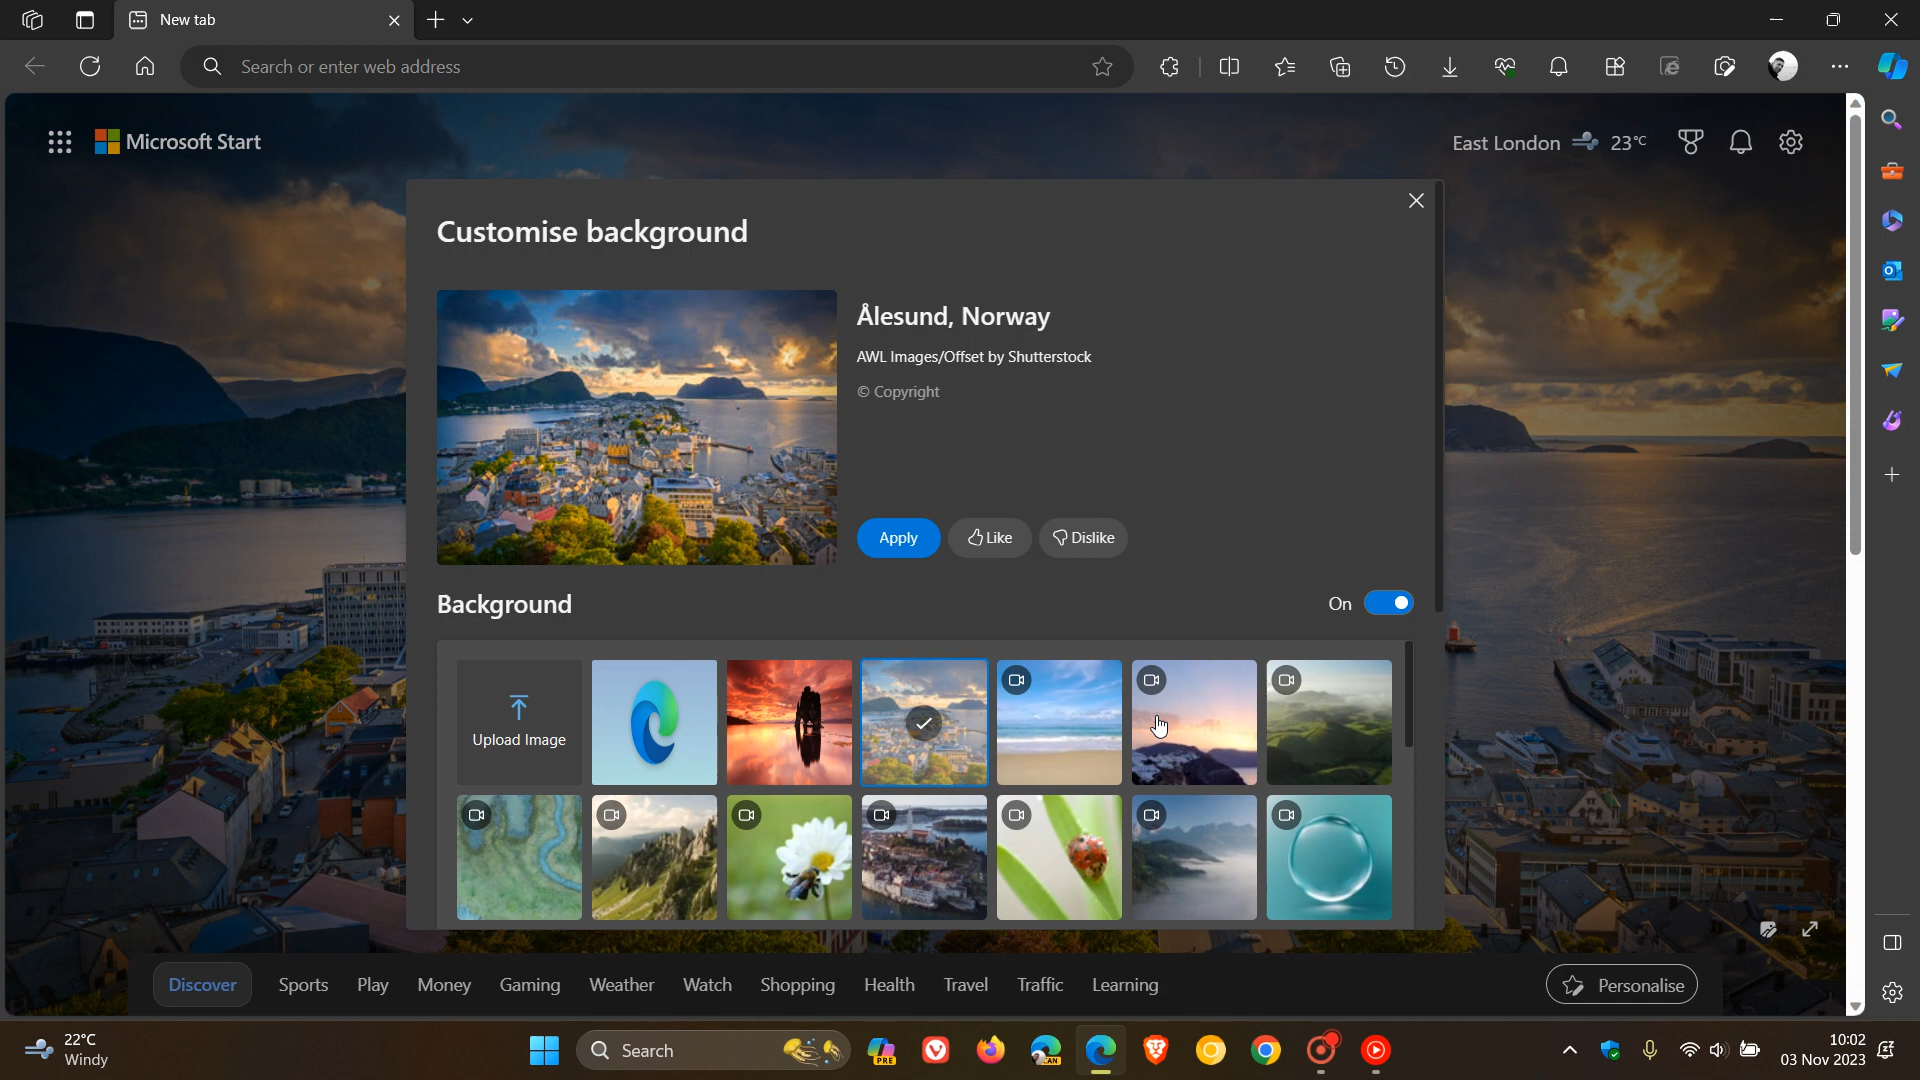 New tab
Search or enter web address
Microsoft Start
East London 23°C
Customise background
Ålesund, Norway
AWL Images/Offset by Shutterstock
© Copyright
Apply Like Dislike
Background
On
Upload Image
Discover Sports Play Money Gaming Weather Watch Shopping Health Travel Traffic Learning
Personalise
22°C
Windy
Search
PRE
CAN
10:02
03 Nov 2023